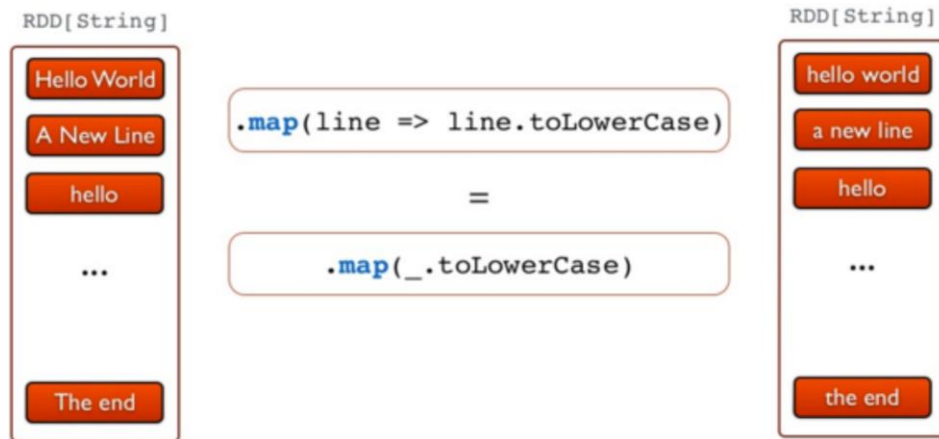 RDD[String]
Hello World
A New Line
hello
...
The end
.map(line => line.toLowerCase)
=
.map(_.toLowerCase)
RDD[String]
hello world
a new line
hello
...
the end